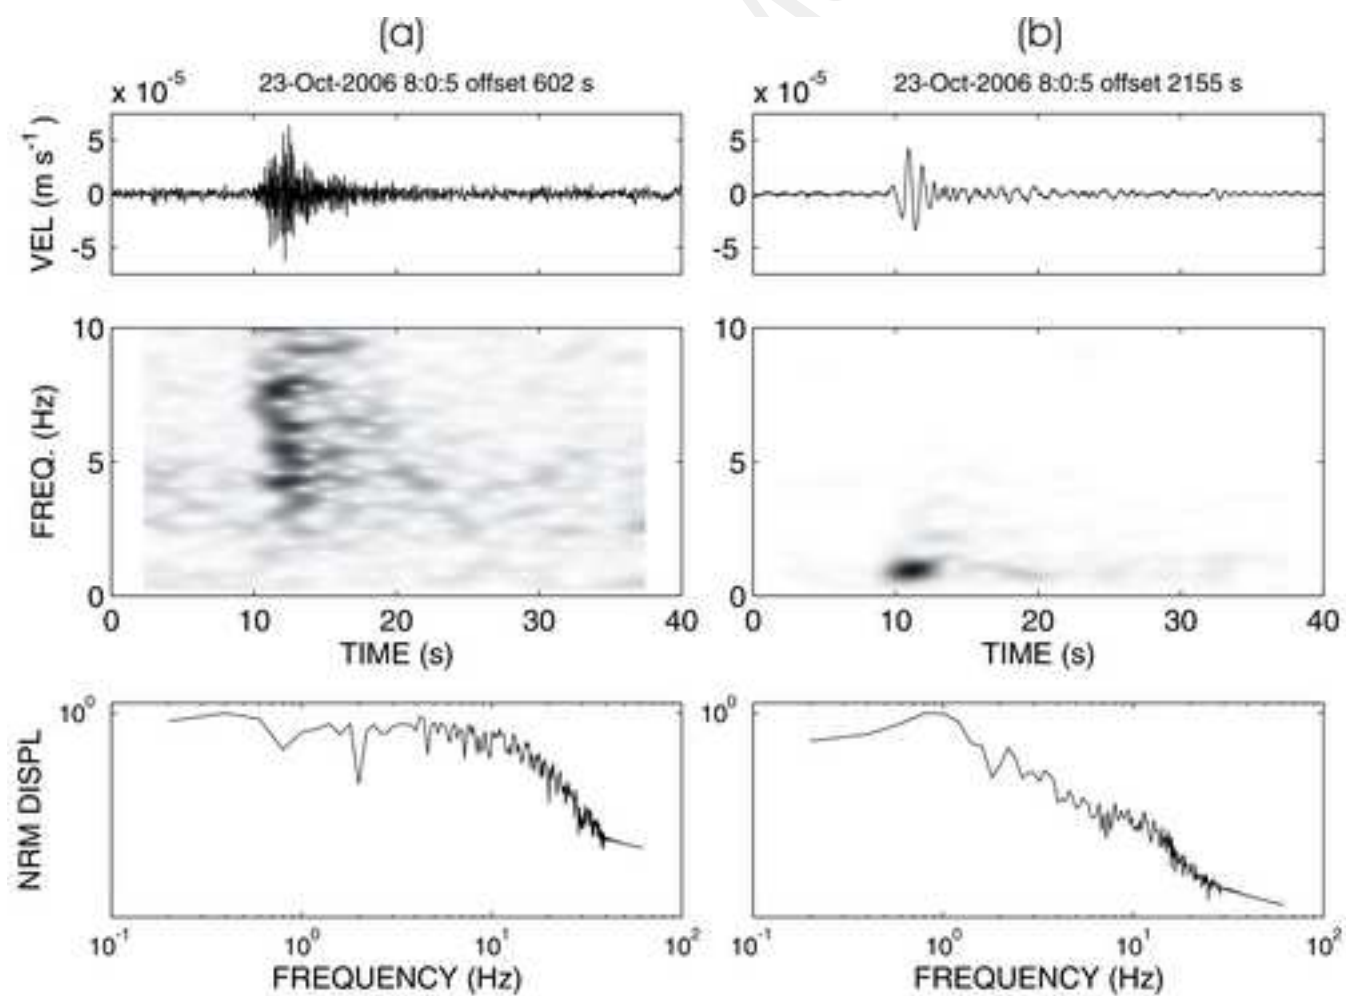 (a)
23-Oct-2006 8:0:5 offset 602 s
x 10^-5
VEL (m s^-1)
5
0
-5
FREQ. (Hz)
10
5
0
0 10 20 30 40
TIME (s)
NRM DISPL
10^0
10^-1 10^0 10^1 10^2
FREQUENCY (Hz)
(b)
23-Oct-2006 8:0:5 offset 2155 s
x 10^-5
5
0
-5
10
5
0
0 10 20 30 40
TIME (s)
10^0
10^-1 10^0 10^1 10^2
FREQUENCY (Hz)